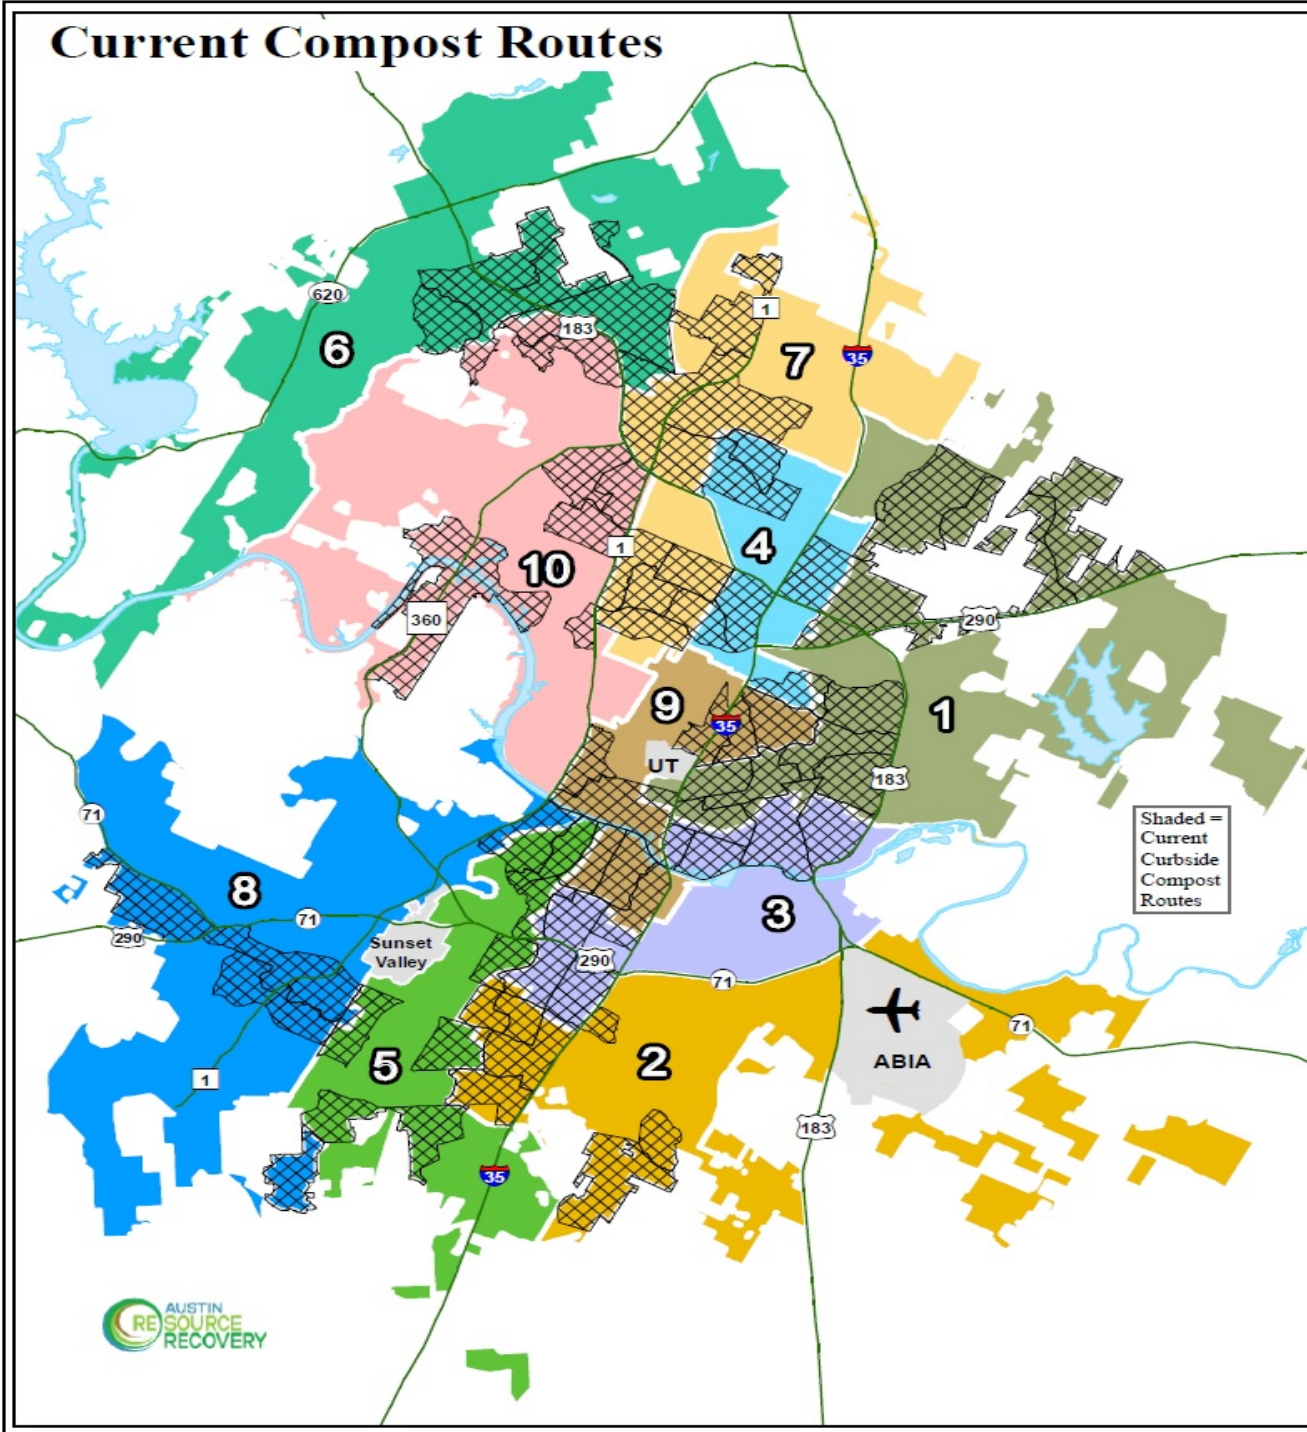 Current Compost Routes
620
183
6
1
7
35
4
1
10
360
290
9
1
35
UT
183
71
Shaded =
Current
Curbside
Compost
Routes
8
71
3
290
Sunset
Valley
290
71
71
5
2
ABIA
1
183
35
AUSTIN
RESOURCE
RECOVERY